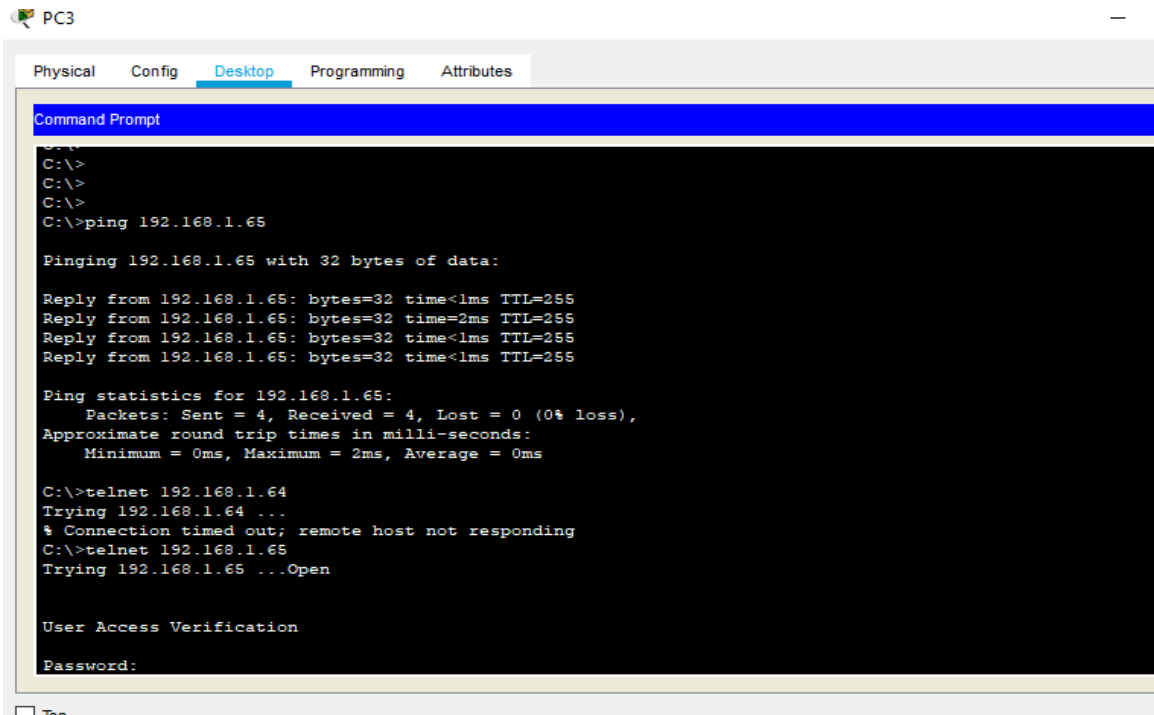 PC3
Physical Config Desktop Programming Attributes
Command Prompt
C:\>
C:\>
C:\>
C:\>ping 192.168.1.65
Pinging 192.168.1.65 with 32 bytes of data:
Reply from 192.168.1.65: bytes=32 time<1ms TTL=255
Reply from 192.168.1.65: bytes=32 time=2ms TTL=255
Reply from 192.168.1.65: bytes=32 time<1ms TTL=255
Reply from 192.168.1.65: bytes=32 time<1ms TTL=255
Ping statistics for 192.168.1.65:
Packets: Sent = 4, Received = 4, Lost = 0 (0% loss),
Approximate round trip times in milli-seconds:
Minimum = 0ms, Maximum = 2ms, Average = 0ms
C:\>telnet 192.168.1.64
Trying 192.168.1.64 ...
% Connection timed out; remote host not responding
C:\>telnet 192.168.1.65
Trying 192.168.1.65 ...Open
User Access Verification
Password: